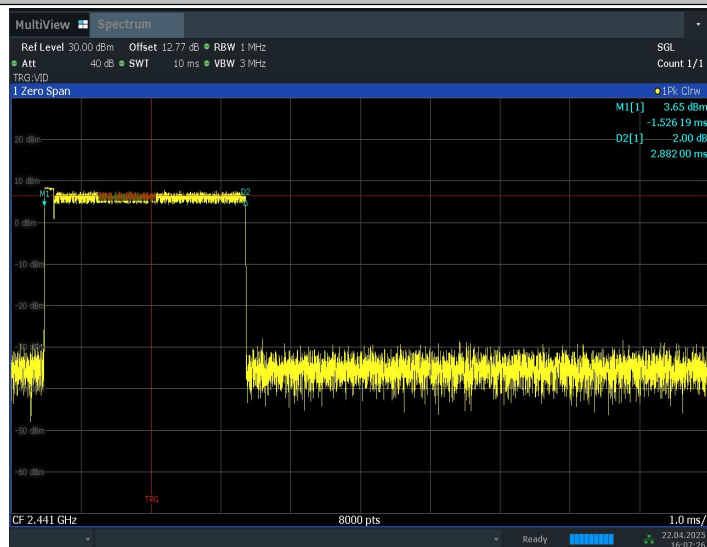 MultiView Spectrum
Ref Level 30.00 dBm Offset 12.77 dB RBW 1 MHz SGL
Att 40 dB SWT 10 ms VBW 3 MHz Count 1/1
TRG:VID
1 Zero Span 1Pk Clrw
M1[1] 3.65 dBm
-1.526 19 ms
20 dBm D2[1] 2.00 dB
2.882 00 ms
10 dBm
M1 D2
0 dBm
-10 dBm
-20 dBm
-30 dBm
-50 dBm
-60 dBm
TRG
CF 2.441 GHz 8000 pts 1.0 ms/
Ready 22.04.2025
16:07:26